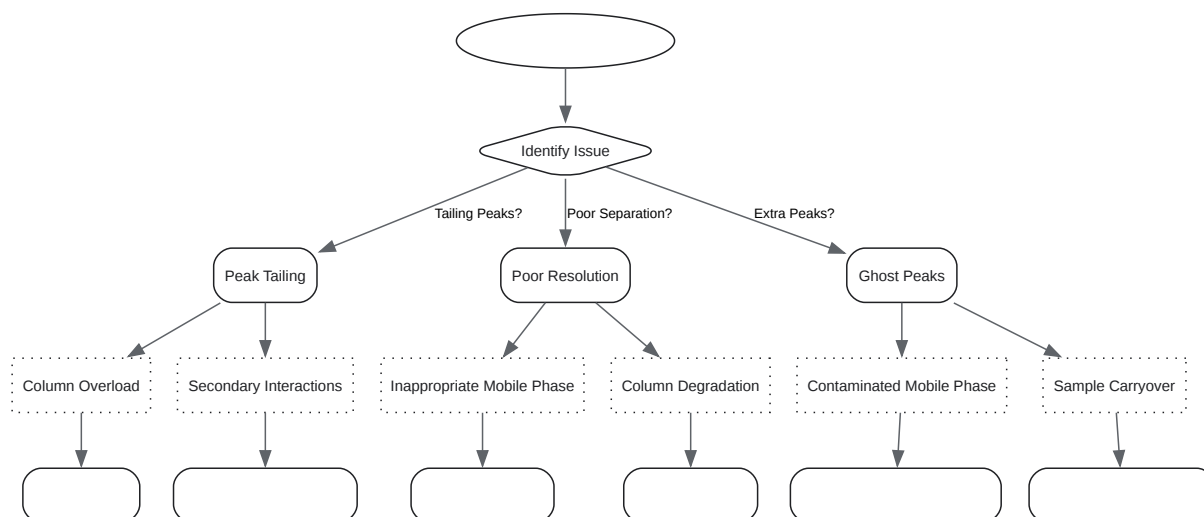 Identify Issue
Tailing Peaks?
Poor Separation?
Extra Peaks?
Peak Tailing
Poor Resolution
Ghost Peaks
Column Overload
Secondary Interactions
Inappropriate Mobile Phase
Column Degradation
Contaminated Mobile Phase
Sample Carryover